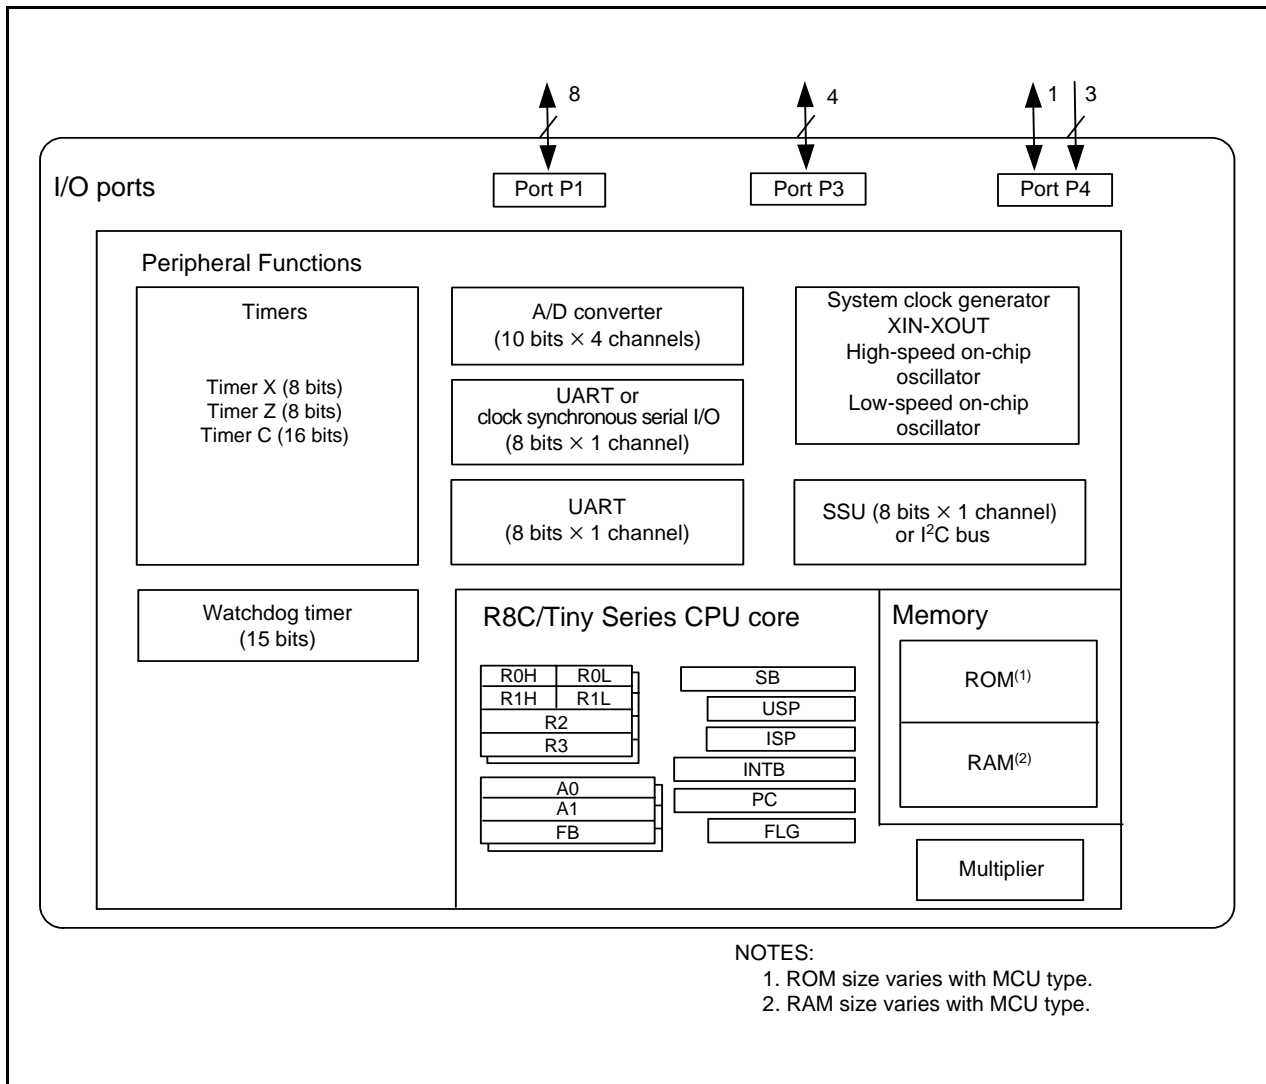 8
4
1
3
I/O ports
Port P1
Port P3
Port P4
Peripheral Functions
Timers
Timer X (8 bits)
Timer Z (8 bits)
Timer C (16 bits)
A/D converter
(10 bits × 4 channels)
UART or
clock synchronous serial I/O
(8 bits × 1 channel)
UART
(8 bits × 1 channel)
System clock generator
XIN-XOUT
High-speed on-chip
oscillator
Low-speed on-chip
oscillator
SSU (8 bits × 1 channel)
or I²C bus
Watchdog timer
(15 bits)
R8C/Tiny Series CPU core
R0H
R0L
R1H
R1L
R2
R3
A0
A1
FB
SB
USP
ISP
INTB
PC
FLG
Memory
ROM(1)
RAM(2)
Multiplier
NOTES:
1. ROM size varies with MCU type.
2. RAM size varies with MCU type.